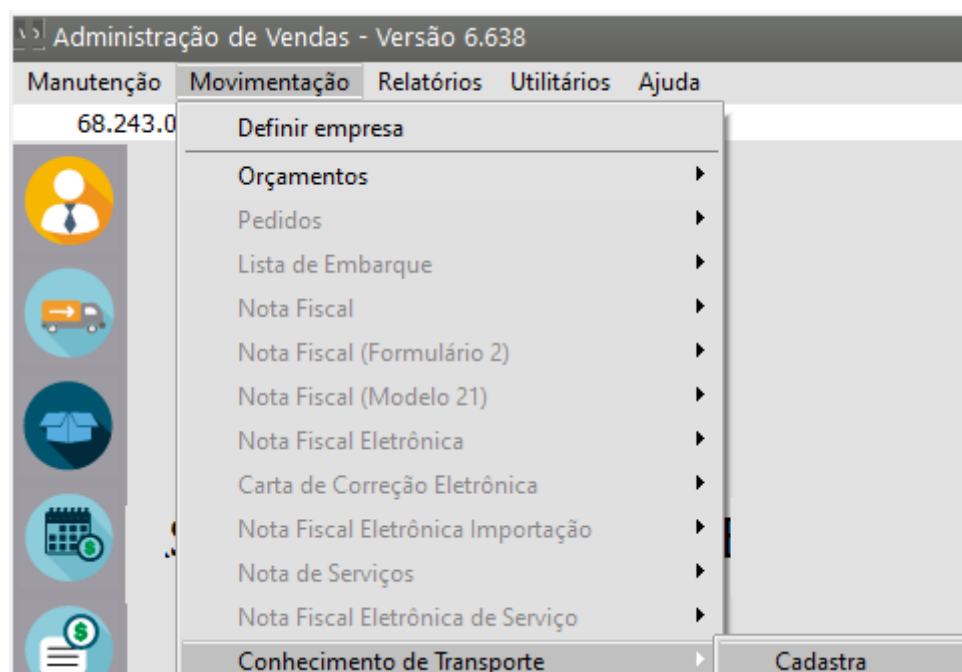 Administração de Vendas - Versão 6.638
Manutenção Movimentação Relatórios Utilitários Ajuda
68.243.0
Definir empresa
Orçamentos
Pedidos
Lista de Embarque
Nota Fiscal
Nota Fiscal (Formulário 2)
Nota Fiscal (Modelo 21)
Nota Fiscal Eletrônica
Carta de Correção Eletrônica
Nota Fiscal Eletrônica Importação
Nota de Serviços
Nota Fiscal Eletrônica de Serviço
Conhecimento de Transporte Cadastra